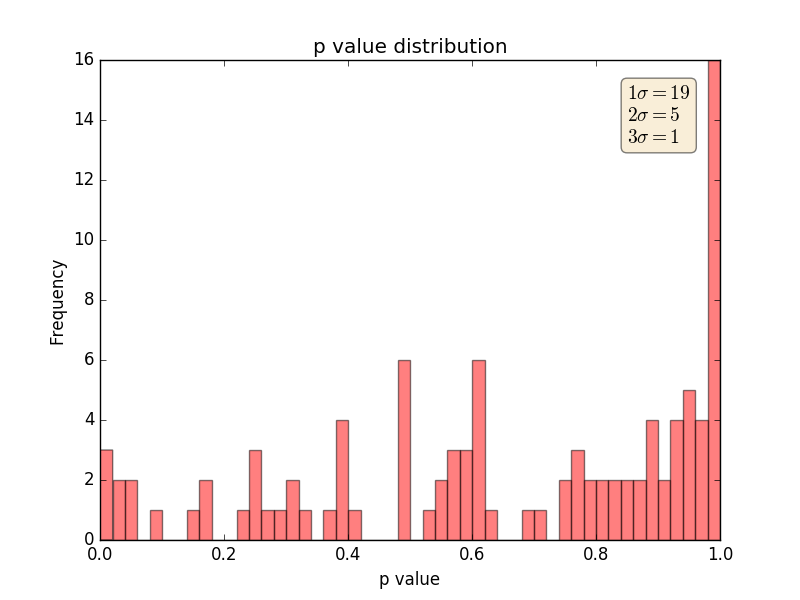 p value distribution
1σ = 19
2σ = 5
3σ = 1
Frequency
16
14
12
10
8
6
4
2
0
0.0 0.2 0.4 0.6 0.8 1.0
p value